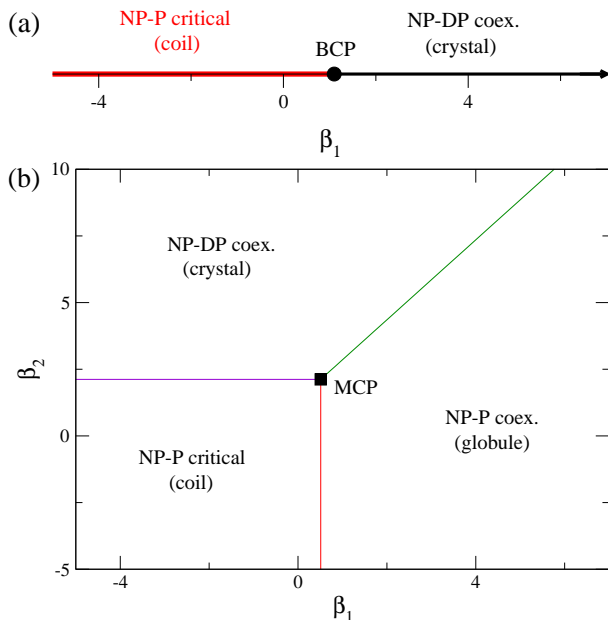 (a)
NP-P critical
(coil)
BCP
NP-DP coex.
(crystal)
-4
0
4
β₁
(b)
10
5
0
-5
β₂
NP-DP coex.
(crystal)
MCP
NP-P coex.
(globule)
NP-P critical
(coil)
-4
0
4
β₁